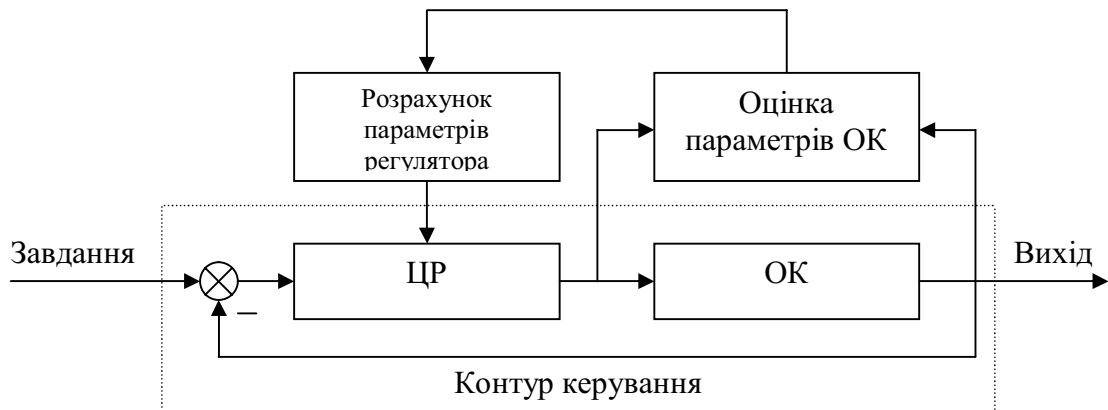 Розрахунок
параметрів
регулятора
Оцінка
параметрів ОК
Завдання
ЦР
ОК
Вихід
Контур керування